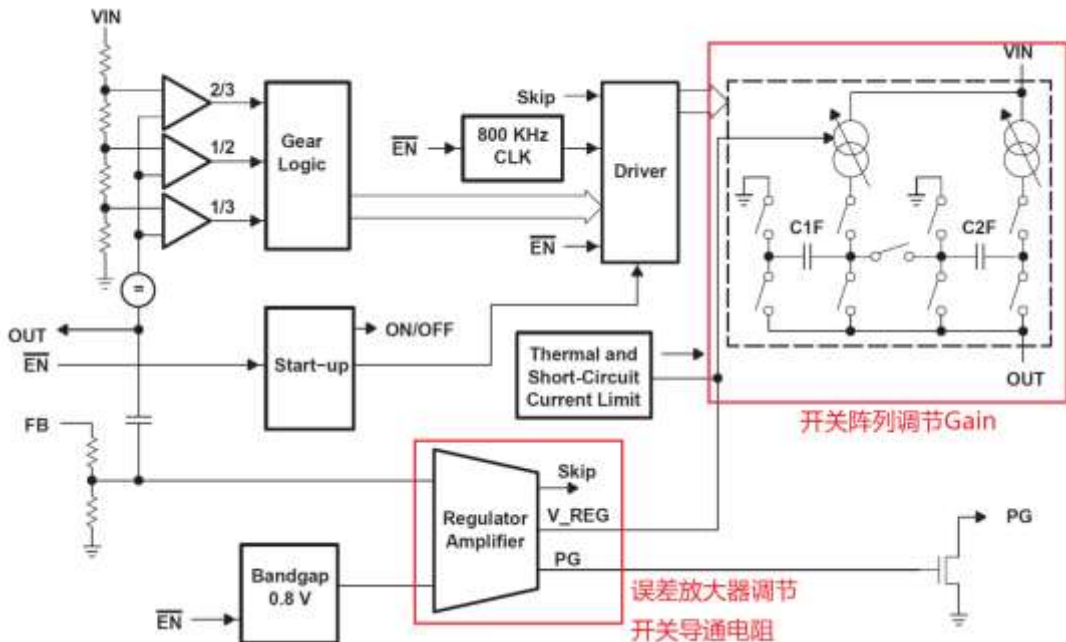 VIN
2/3
1/2
1/3
Gear
Logic
Skip
EN
800 KHz
CLK
EN
Driver
VIN
C1F
C2F
OUT
开关阵列调节Gain
OUT
EN
Start-up
ON/OFF
Thermal and
Short-Circuit
Current Limit
FB
Regulator
Amplifier
Skip
V_REG
PG
PG
Bandgap
0.8 V
EN
误差放大器调节
开关导通电阻
=